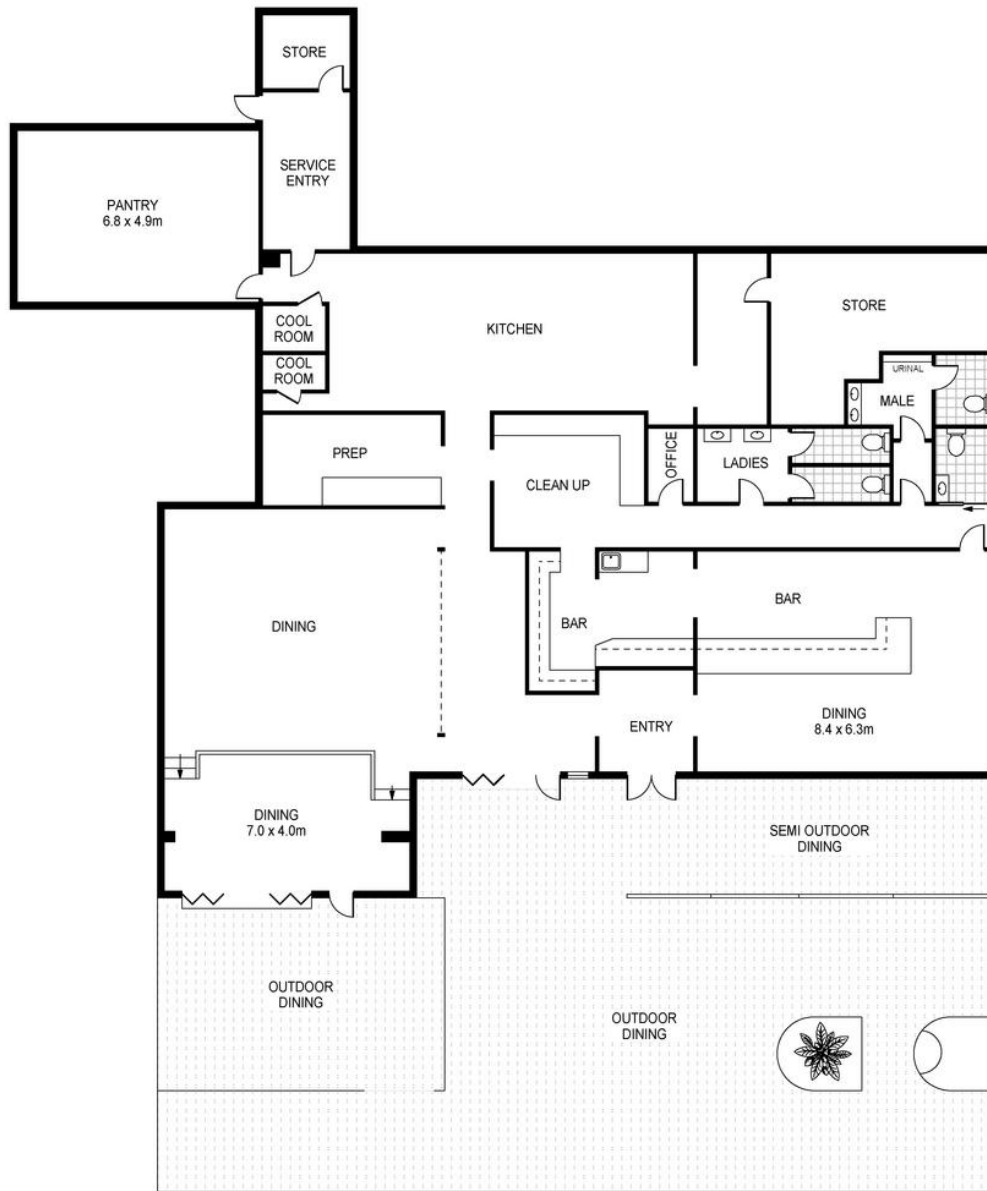 STORE
SERVICE
ENTRY
PANTRY
6.8 x 4.9m
COOL
ROOM
COOL
ROOM
KITCHEN
STORE
URINAL
MALE
PREP
CLEAN UP
OFFICE
LADIES
DINING
BAR
BAR
ENTRY
DINING
8.4 x 6.3m
DINING
7.0 x 4.0m
SEMI OUTDOOR
DINING
OUTDOOR
DINING
OUTDOOR
DINING